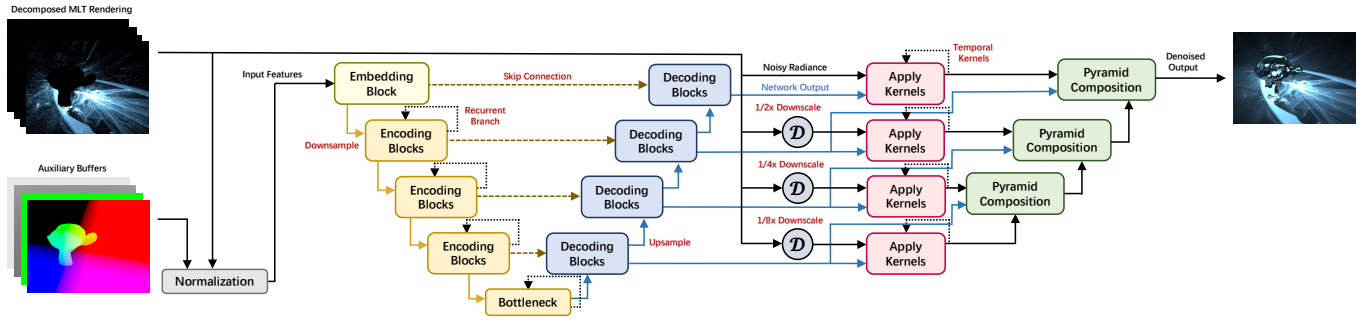 Decomposed MLT Rendering
Auxiliary Buffers
Normalization
Input Features
Embedding
Block
Skip Connection
Decoding
Blocks
Recurrent
Branch
Downsample
Encoding
Blocks
Decoding
Blocks
Encoding
Blocks
Decoding
Blocks
Encoding
Blocks
Decoding
Blocks
Upsample
Bottleneck
Noisy Radiance
Network Output
1/2x Downscale
𝒟
1/4x Downscale
𝒟
1/8x Downscale
𝒟
Temporal
Kernels
Apply
Kernels
Apply
Kernels
Apply
Kernels
Apply
Kernels
Pyramid
Composition
Pyramid
Composition
Pyramid
Composition
Denoised
Output